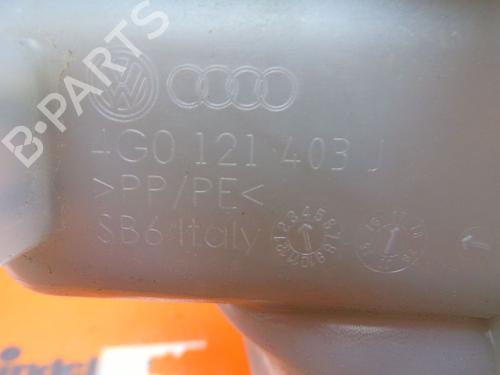 B-PARTS
4G0 121 403 J
>PP/PE<
SB6 Italy